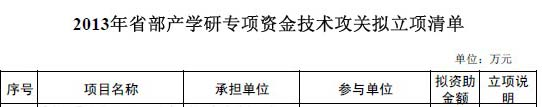 2013年省部产学研专项资金技术攻关拟立项清单
单位：万元
序号 项目名称 承担单位 参与单位 拟资助金额 立项说明